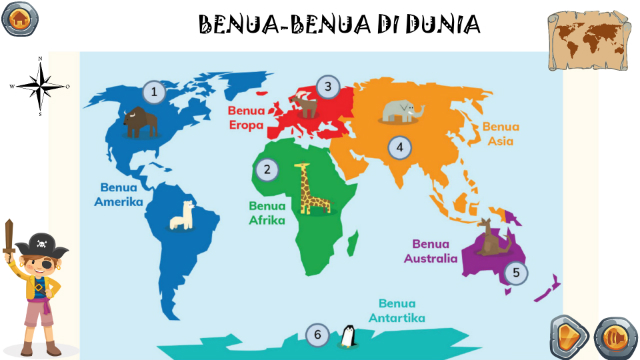 BENUA-BENUA DI DUNIA
N
W
O
S
1
3
Benua
Eropa
4
Benua
Asia
2
Benua
Amerika
Benua
Afrika
Benua
Australia
5
Benua
Antartika
6